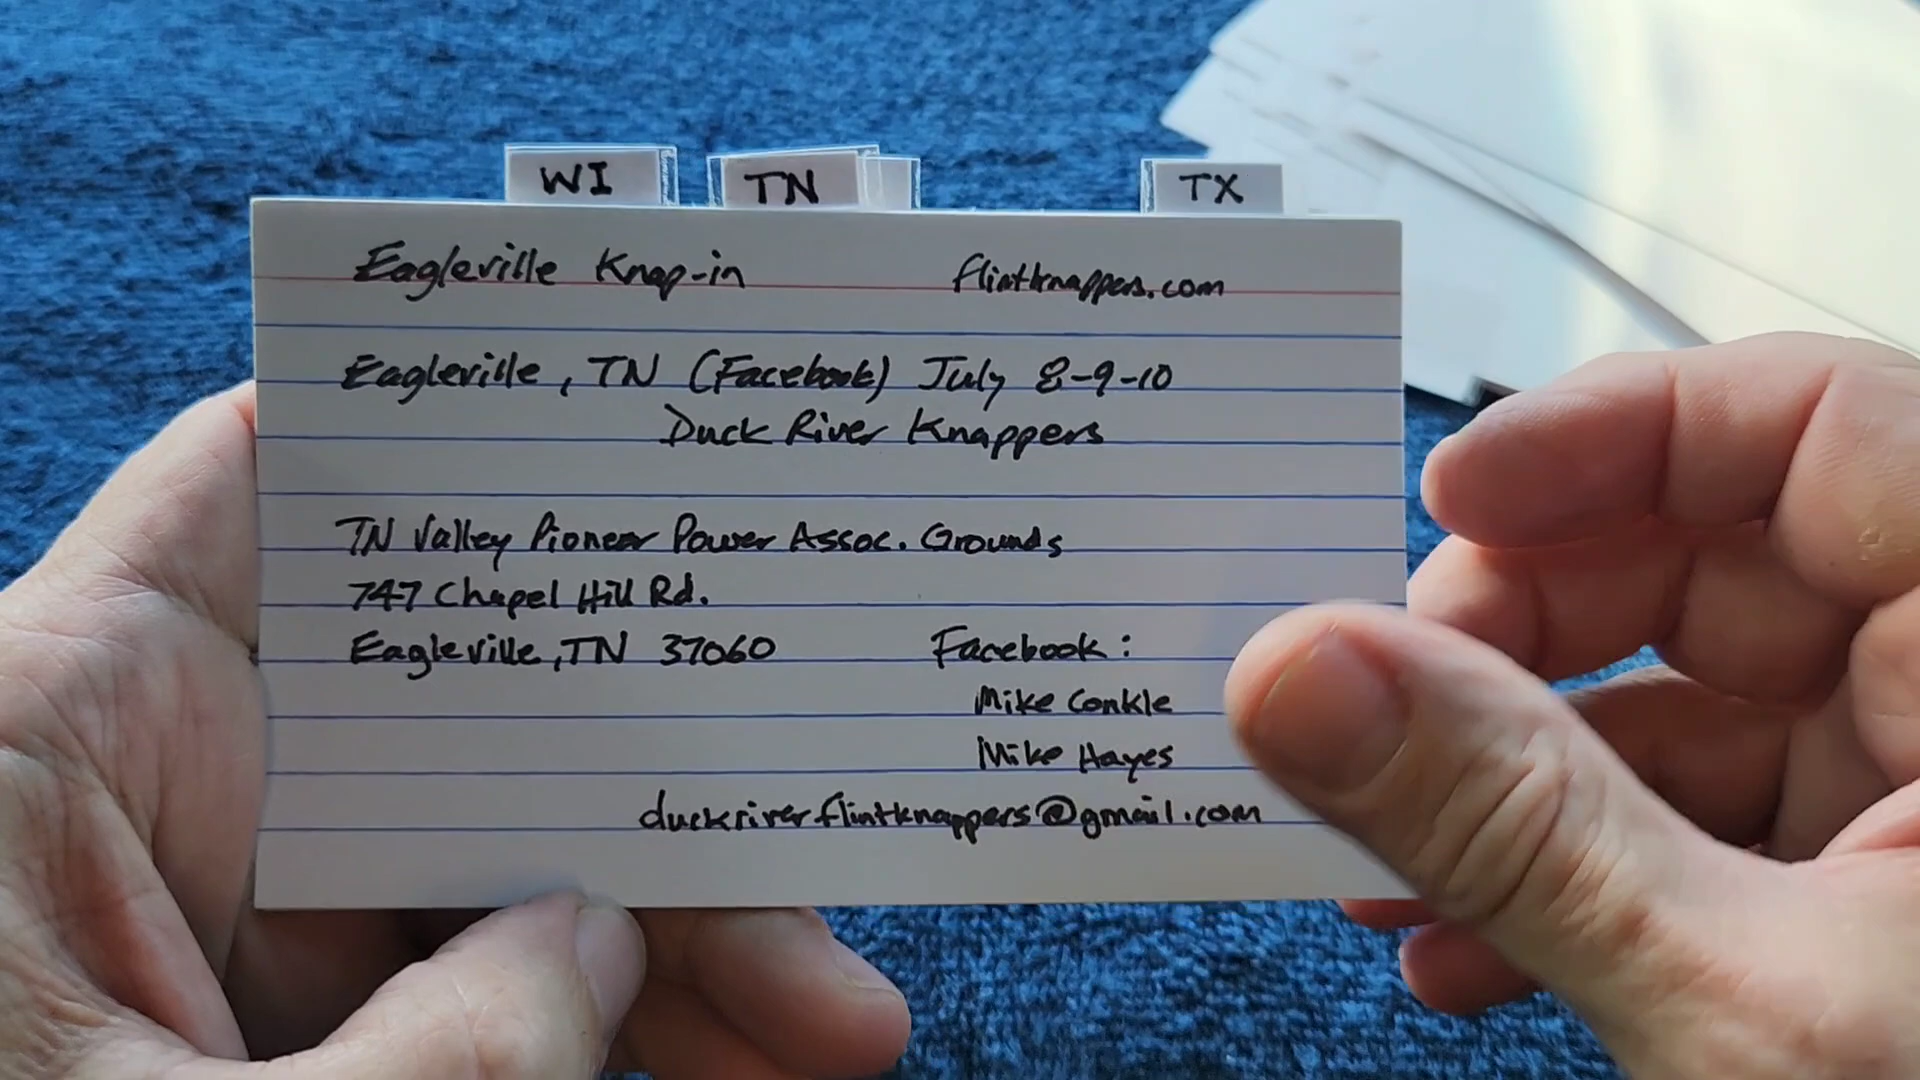 WI TN TX
Eagleville Knap-in flintknappers.com
Eagleville, TN (Facebook) July 8-9-10
Duck River Knappers
TN Valley Pioneer Power Assoc. Grounds
747 Chapel Hill Rd.
Eagleville, TN 37060 Facebook:
Mike Conkle
Mike Hayes
duckriverflintknappers@gmail.com